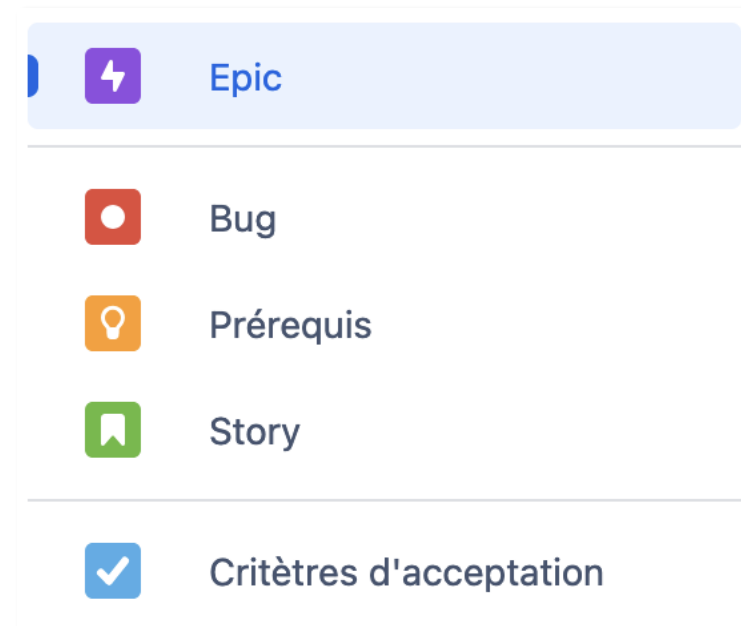 Epic
Bug
Prérequis
Story
Critètres d'acceptation